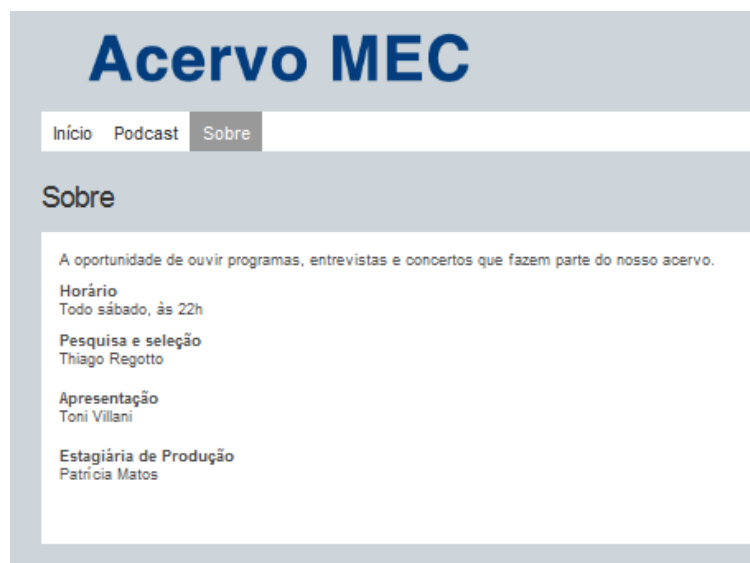 Acervo MEC
Início Podcast Sobre
Sobre
A oportunidade de ouvir programas, entrevistas e concertos que fazem parte do nosso acervo.
Horário
Todo sábado, às 22h
Pesquisa e seleção
Thiago Regotto
Apresentação
Toni Villani
Estagiária de Produção
Patrícia Matos